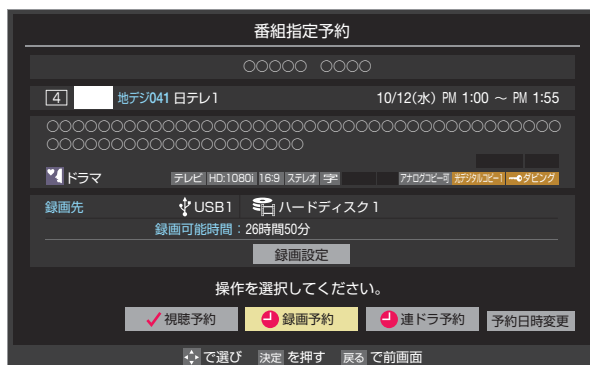 番組指定予約
○○○○○ ○○○○
4 地デジ041 日テレ1 10/12(水) PM 1:00 ～ PM 1:55
○○○○○○○○○○○○○○○○○○○○○○○○○○○○○○
○○○○○○○○○○○○○○○
ドラマ テレビ HD:1080i 16:9 ステレオ 字 アナログコピー可 光デジタルコピー1 ダビング
録画先 USB1 ハードディスク1
録画可能時間：26時間50分
録画設定
操作を選択してください。
視聴予約 録画予約 連ドラ予約 予約日時変更
で選び 決定 を押す 戻る で前画面